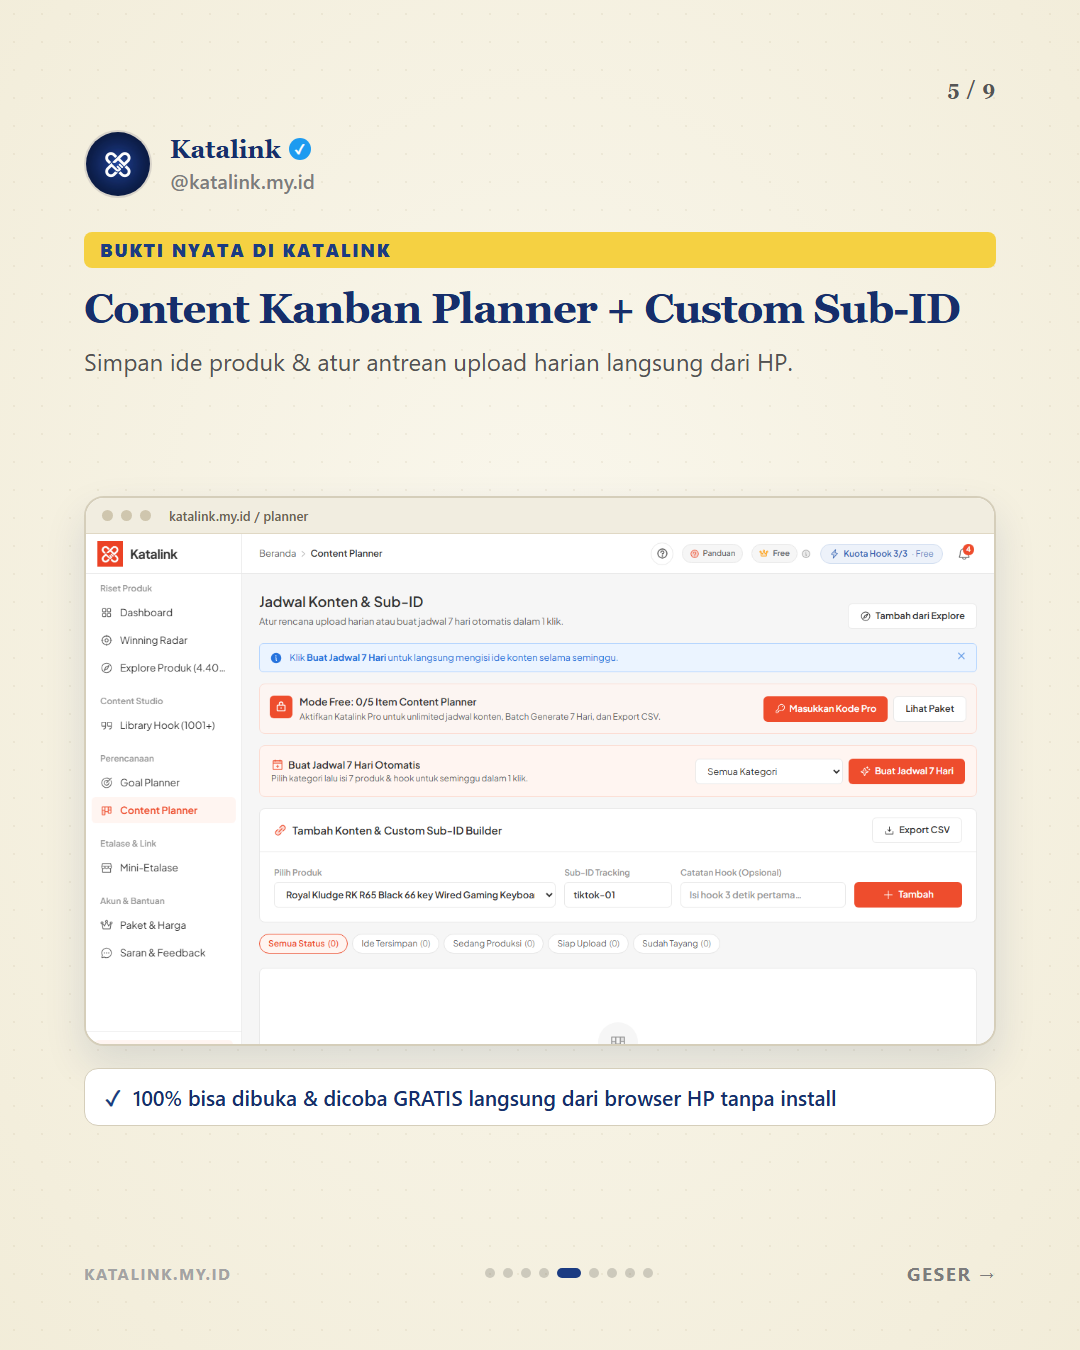 5 / 9
Katalink
@katalink.my.id
BUKTI NYATA DI KATALINK
Content Kanban Planner + Custom Sub-ID
Simpan ide produk & atur antrean upload harian langsung dari HP.
katalink.my.id / planner
Katalink
Beranda > Content Planner
Panduan
Free
Kuota Hook 3/3 · Free
4
Riset Produk
Dashboard
Winning Radar
Explore Produk (4.40...
Content Studio
Library Hook (1001+)
Perencanaan
Goal Planner
Content Planner
Etalase & Link
Mini-Etalase
Akun & Bantuan
Paket & Harga
Saran & Feedback
Jadwal Konten & Sub-ID
Atur rencana upload harian atau buat jadwal 7 hari otomatis dalam 1 klik.
Tambah dari Explore
Klik Buat Jadwal 7 Hari untuk langsung mengisi ide konten selama seminggu.
Mode Free: 0/5 Item Content Planner
Aktifkan Katalink Pro untuk unlimited jadwal konten, Batch Generate 7 Hari, dan Export CSV.
Masukkan Kode Pro
Lihat Paket
Buat Jadwal 7 Hari Otomatis
Pilih kategori lalu isi 7 produk & hook untuk seminggu dalam 1 klik.
Semua Kategori
Buat Jadwal 7 Hari
Tambah Konten & Custom Sub-ID Builder
Export CSV
Pilih Produk
Sub-ID Tracking
Catatan Hook (Opsional)
Royal Kludge RK R65 Black 66 key Wired Gaming Keyboa
tiktok-01
Isi hook 3 detik pertama...
+ Tambah
Semua Status (0)
Ide Tersimpan (0)
Sedang Produksi (0)
Siap Upload (0)
Sudah Tayang (0)
✓ 100% bisa dibuka & dicoba GRATIS langsung dari browser HP tanpa install
KATALINK.MY.ID
GESER →